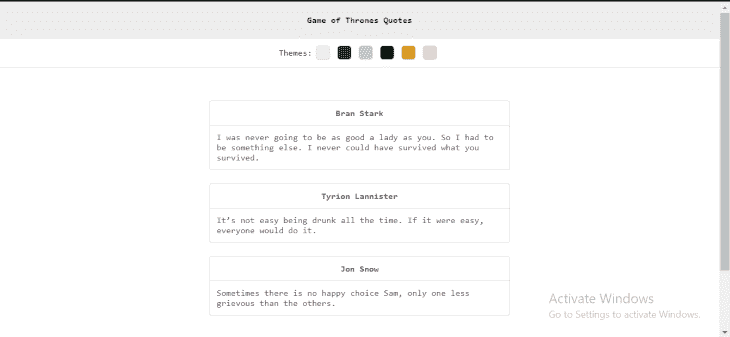 Game of Thrones Quotes
Themes:
Bran Stark
I was never going to be as good a lady as you. So I had to
be something else. I never could have survived what you
survived.
Tyrion Lannister
It's not easy being drunk all the time. If it were easy,
everyone would do it.
Jon Snow
Sometimes there is no happy choice Sam, only one less
grievous than the others.
Activate Windows
Go to Settings to activate Windows.